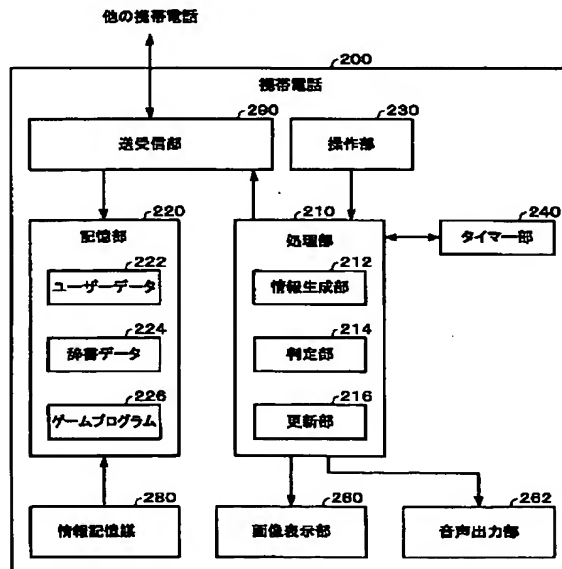 他の携帯電話
200
携帯電話
290
送受信部
230
操作部
220
記憶部
210
処理部
240
タイマー部
222
ユーザーデータ
212
情報生成部
224
辞書データ
214
判定部
226
ゲームプログラム
216
更新部
280
情報記憶媒
260
画像表示部
262
音声出力部